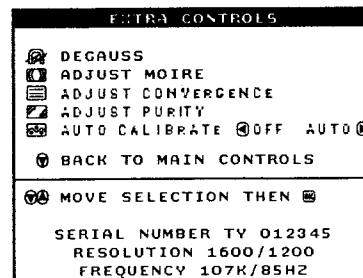 EXTRA CONTROLS
DEGAUSS
ADJUST MOIRE
ADJUST CONVERGENCE
ADJUST PURITY
AUTO CALIBRATE OFF AUTO
BACK TO MAIN CONTROLS
MOVE SELECTION THEN OK
SERIAL NUMBER TY 012345
RESOLUTION 1600/1200
FREQUENCY 107K/85HZ